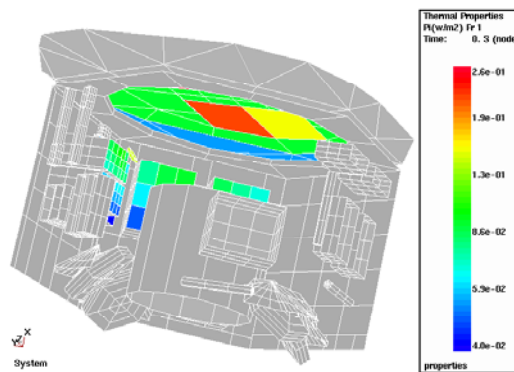 Thermal Properties
Pl(w/m2) Fr 1
Time: 0. 3 (node
2.6e-01
1.9e-01
1.3e-01
8.6e-02
5.9e-02
4.0e-02
properties
X
Y
System